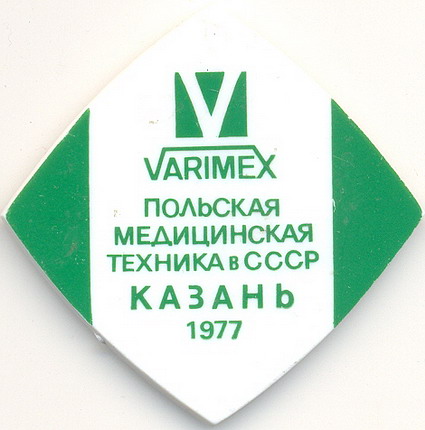 V
VARIMEX
ПОЛЬСКАЯ
МЕДИЦИНСКАЯ
ТЕХНИКА в СССР
КАЗАНЬ
1977